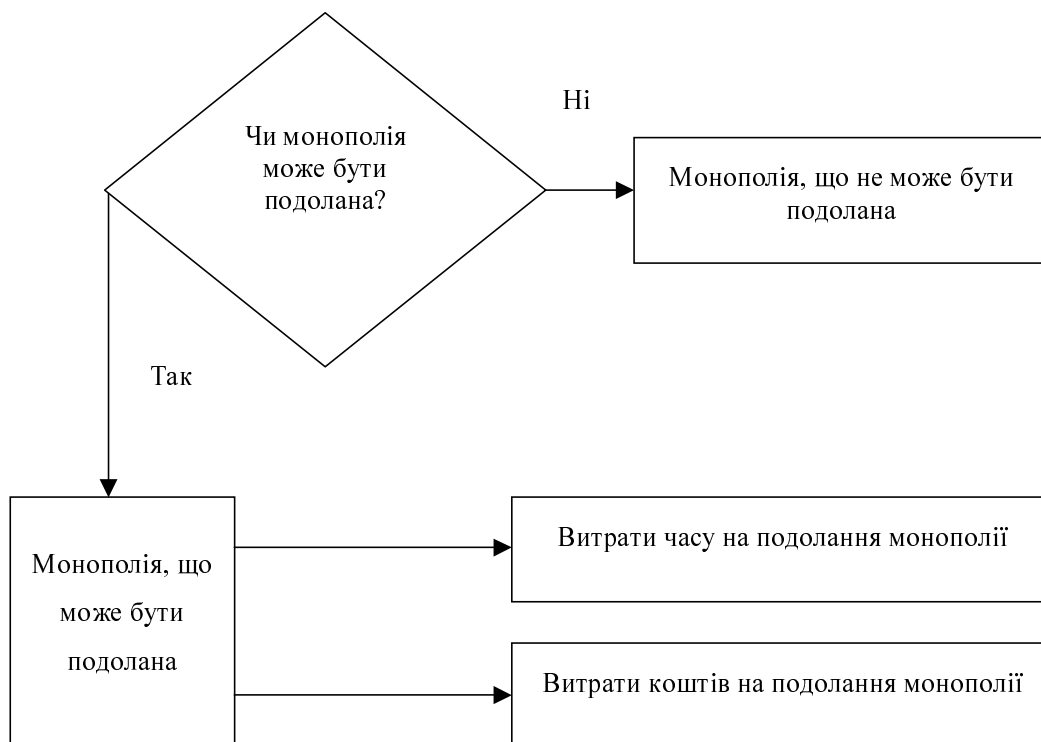 Ні
Чи монополія
може бути
подолана?
Монополія, що не може бути
подолана
Так
Монополія, що
може бути
подолана
Витрати часу на подолання монополії
Витрати коштів на подолання монополії